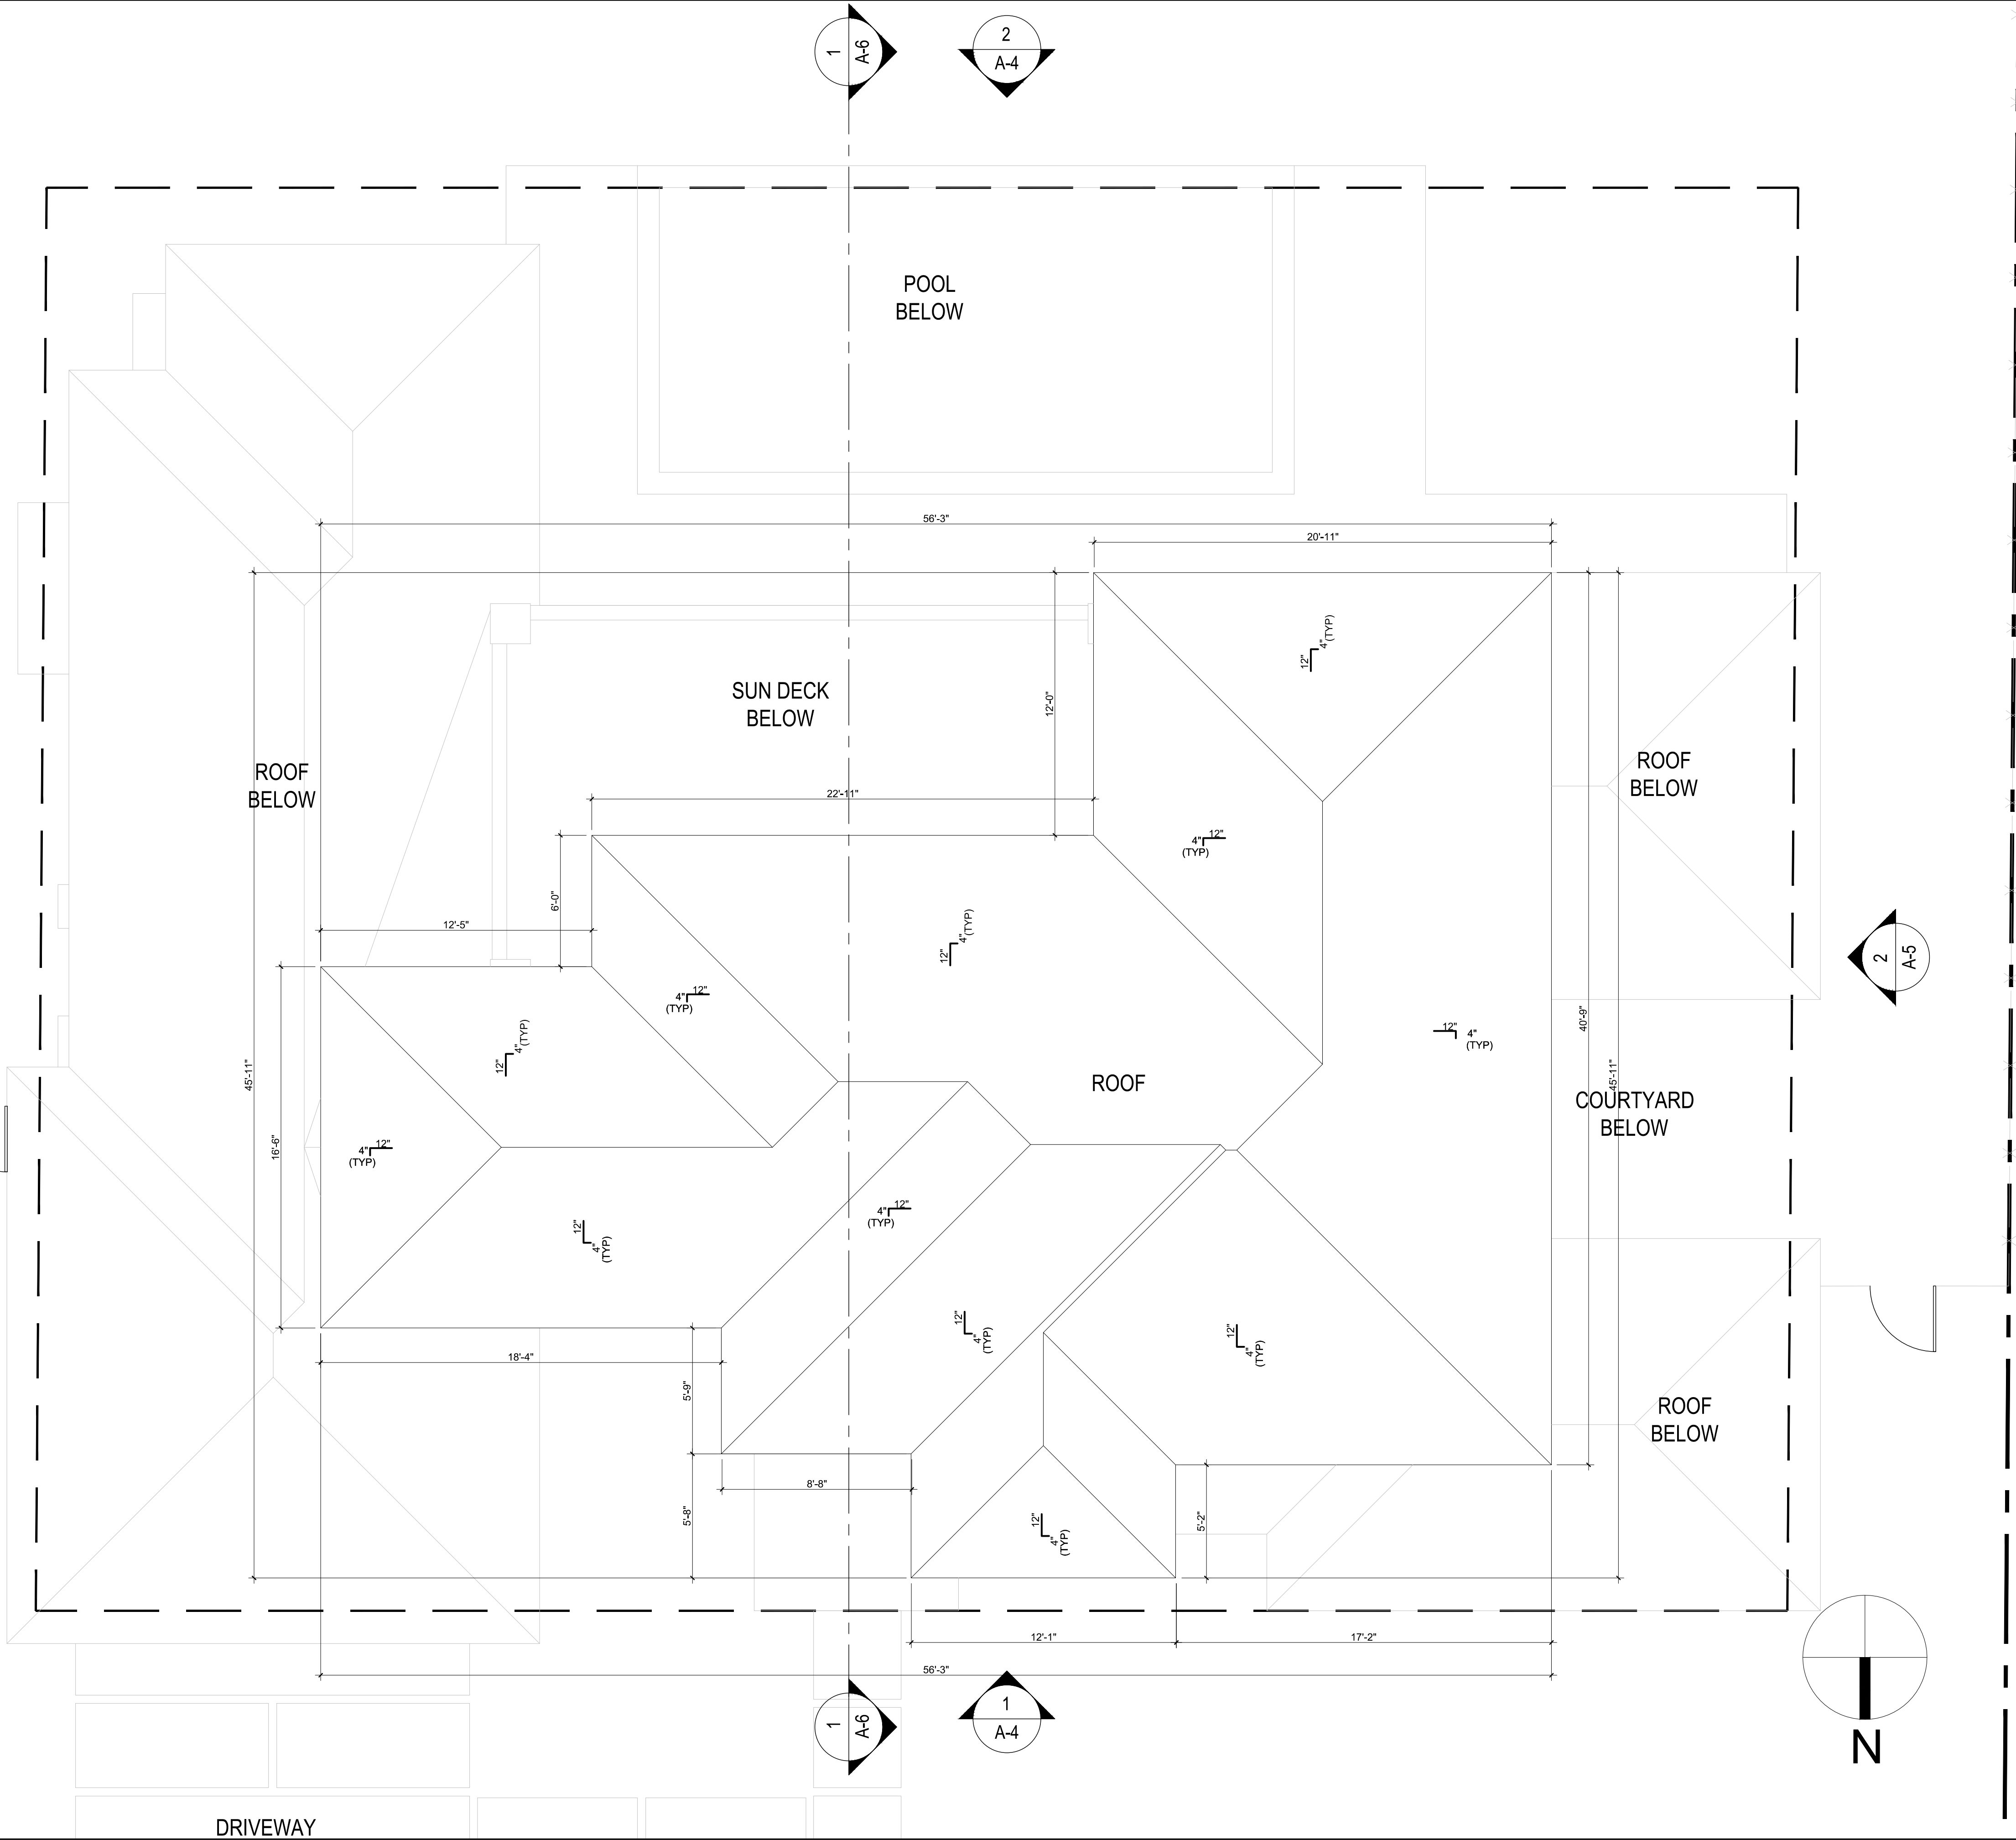 1
A-6
2
A-4
POOL
BELOW
56'-3"
20'-11"
12"
4"
(TYP)
12'-0"
SUN DECK
BELOW
ROOF
BELOW
ROOF
BELOW
22'-11"
12"
4"
(TYP)
6'-0"
12'-5"
12"
4"
(TYP)
2
A-5
12"
4"
(TYP)
40'-9"
12"
4"
(TYP)
12"
4"
(TYP)
45'-11"
ROOF
45'-11"
COURTYARD
BELOW
16'-6"
12"
4"
(TYP)
12"
4"
(TYP)
12"
4"
(TYP)
12"
4"
(TYP)
12"
4"
(TYP)
18'-4"
5'-9"
ROOF
BELOW
8'-8"
5'-8"
12"
4"
(TYP)
5'-2"
12'-1"
17'-2"
56'-3"
1
A-6
1
A-4
N
DRIVEWAY